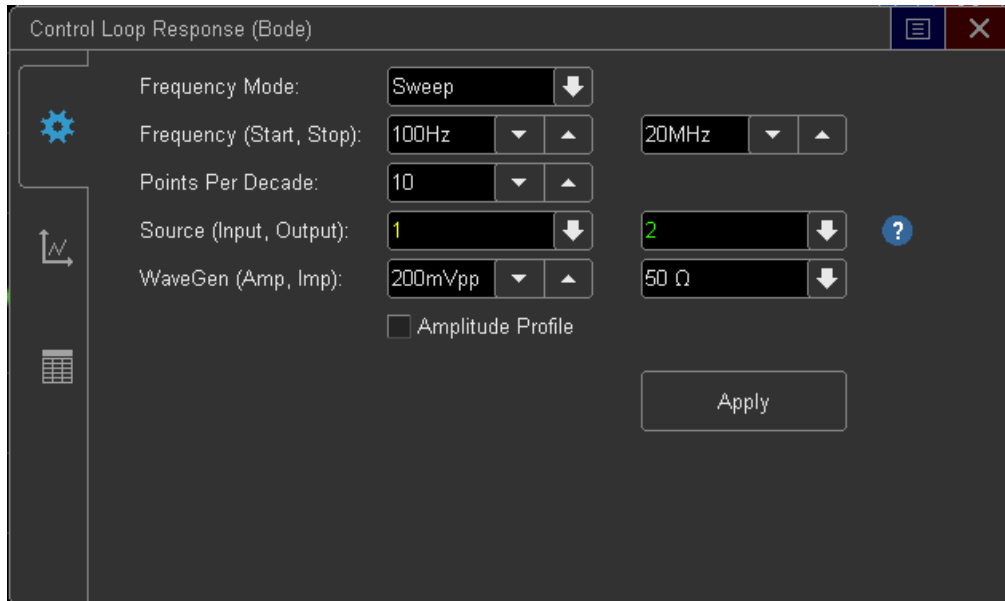 Control Loop Response (Bode)
Frequency Mode: Sweep
Frequency (Start, Stop): 100Hz 20MHz
Points Per Decade: 10
Source (Input, Output): 1 2 ?
WaveGen (Amp, Imp): 200mVpp 50 Ω
Amplitude Profile
Apply